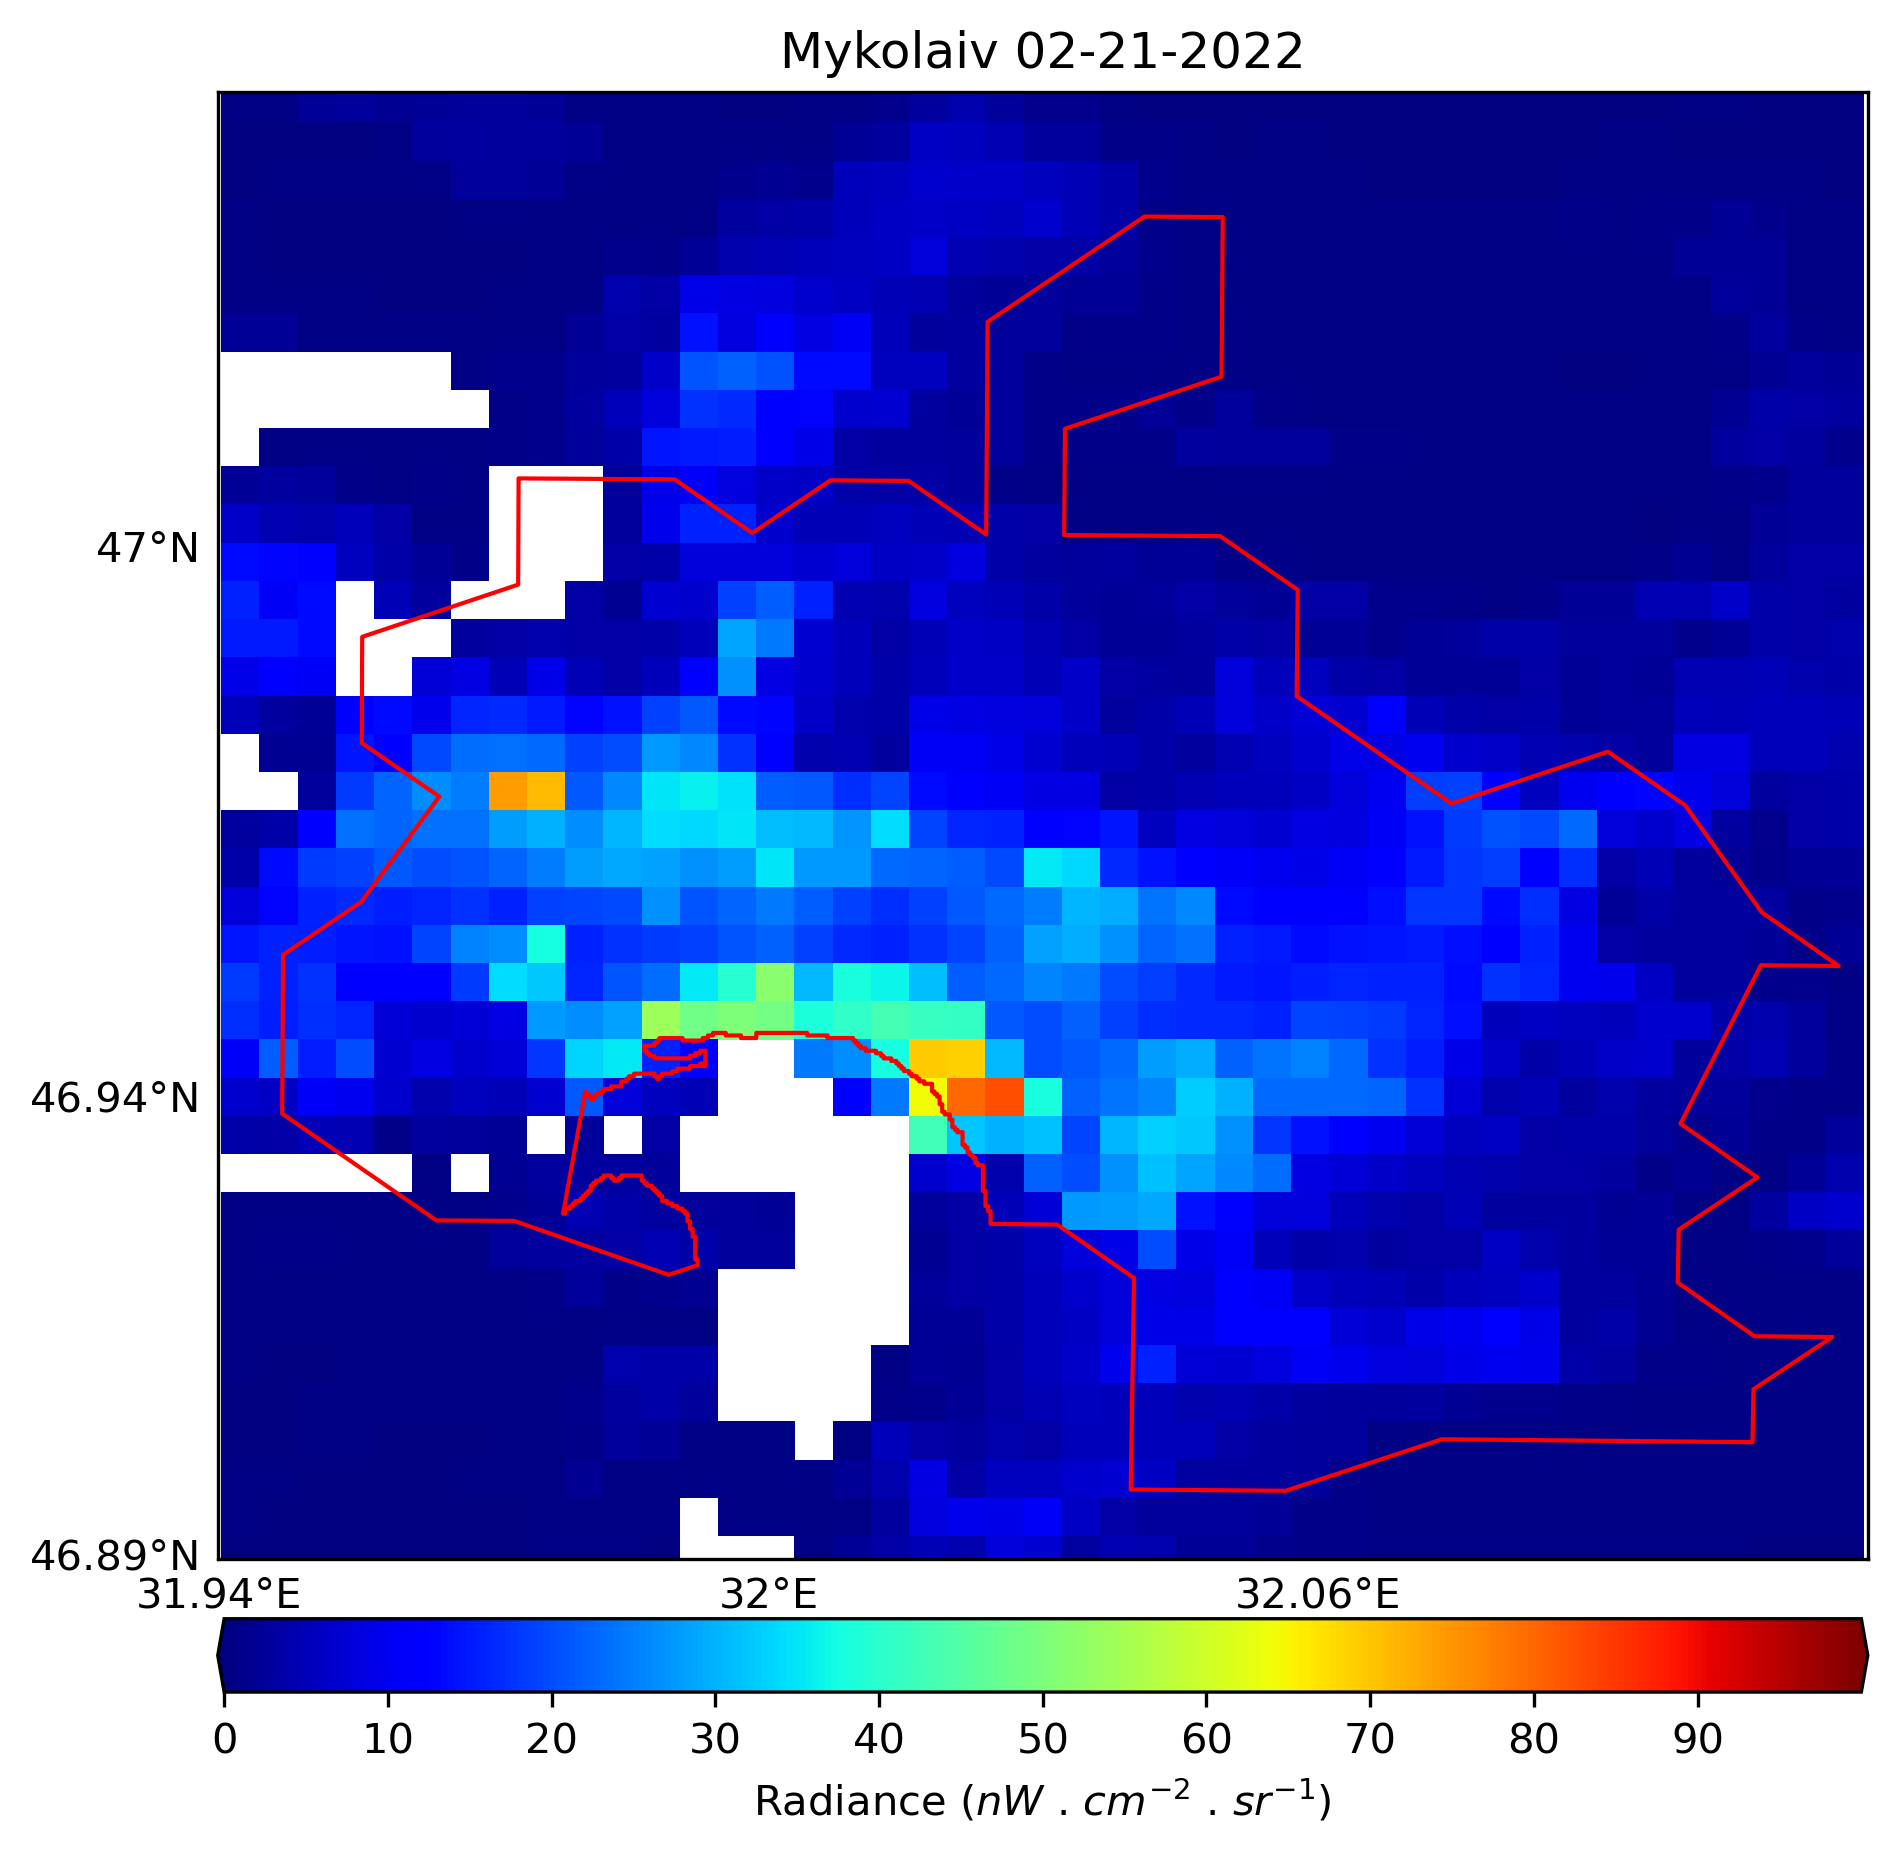 Mykolaiv 02-21-2022
47°N
46.94°N
46.89°N
31.94°E 32°E 32.06°E
0 10 20 30 40 50 60 70 80 90
Radiance (nW . cm⁻² . sr⁻¹)